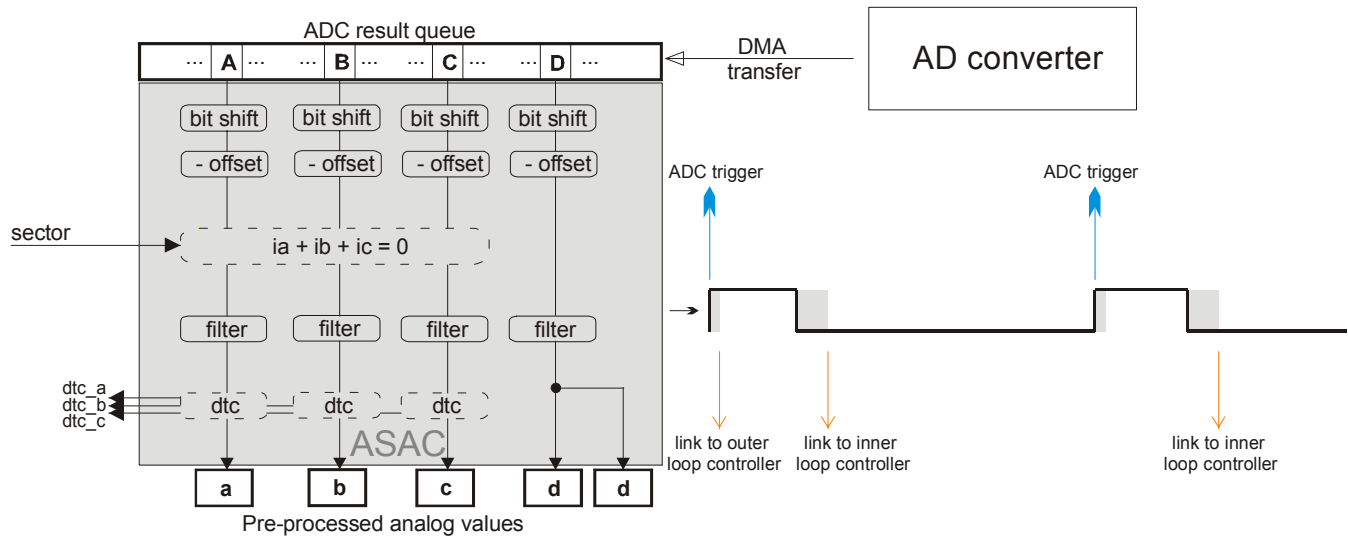 ADC result queue
... A ... ... B ... ... C ... ... D ...
DMA
transfer
AD converter
bit shift bit shift bit shift bit shift
- offset - offset - offset - offset
ADC trigger ADC trigger
sector
ia + ib + ic = 0
filter filter filter filter
dtc_a
dtc_b
dtc_c
dtc dtc dtc
ASAC
link to outer
loop controller
link to inner
loop controller
link to inner
loop controller
a b c d d
Pre-processed analog values